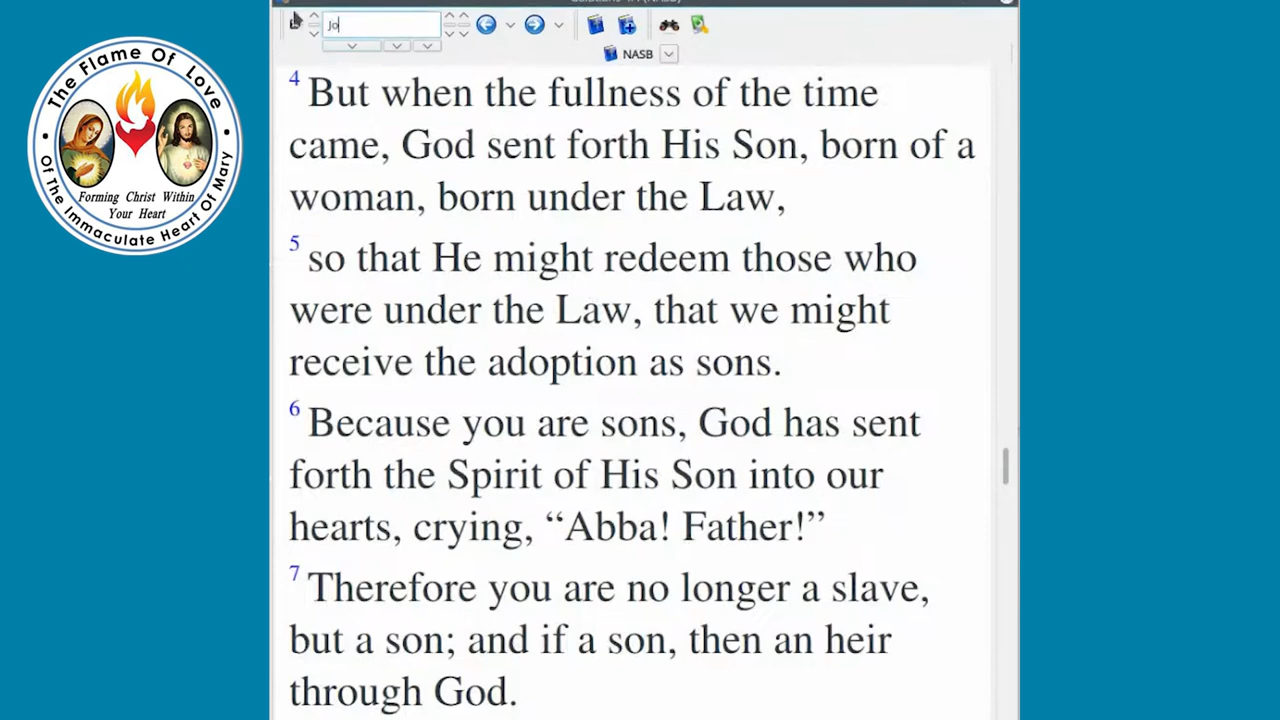 Jo
NASB
The Flame Of Love
Forming Christ Within
Your Heart
Of The Immaculate Heart Of Mary
4 But when the fullness of the time
came, God sent forth His Son, born of a
woman, born under the Law,
5 so that He might redeem those who
were under the Law, that we might
receive the adoption as sons.
6 Because you are sons, God has sent
forth the Spirit of His Son into our
hearts, crying, “Abba! Father!”
7 Therefore you are no longer a slave,
but a son; and if a son, then an heir
through God.